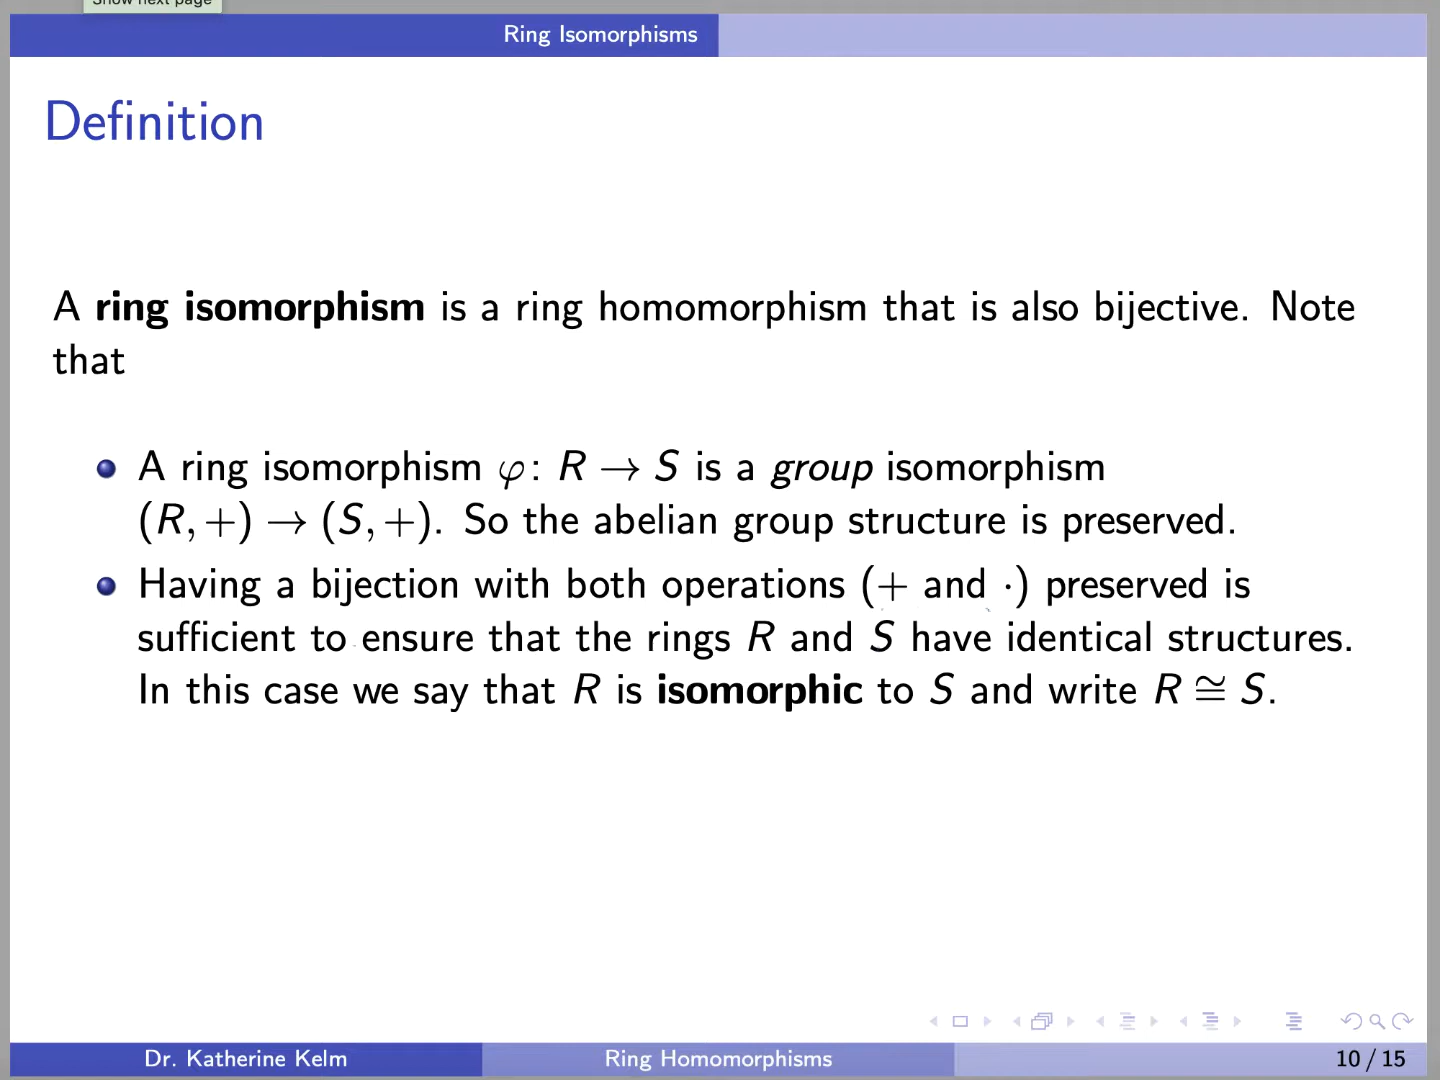 Show next page
Ring Isomorphisms
Definition
A ring isomorphism is a ring homomorphism that is also bijective. Note
that
A ring isomorphism φ: R → S is a group isomorphism
(R, +) → (S, +). So the abelian group structure is preserved.
Having a bijection with both operations (+ and ·) preserved is
sufficient to ensure that the rings R and S have identical structures.
In this case we say that R is isomorphic to S and write R ≅ S.
Dr. Katherine Kelm
Ring Homomorphisms
10 / 15